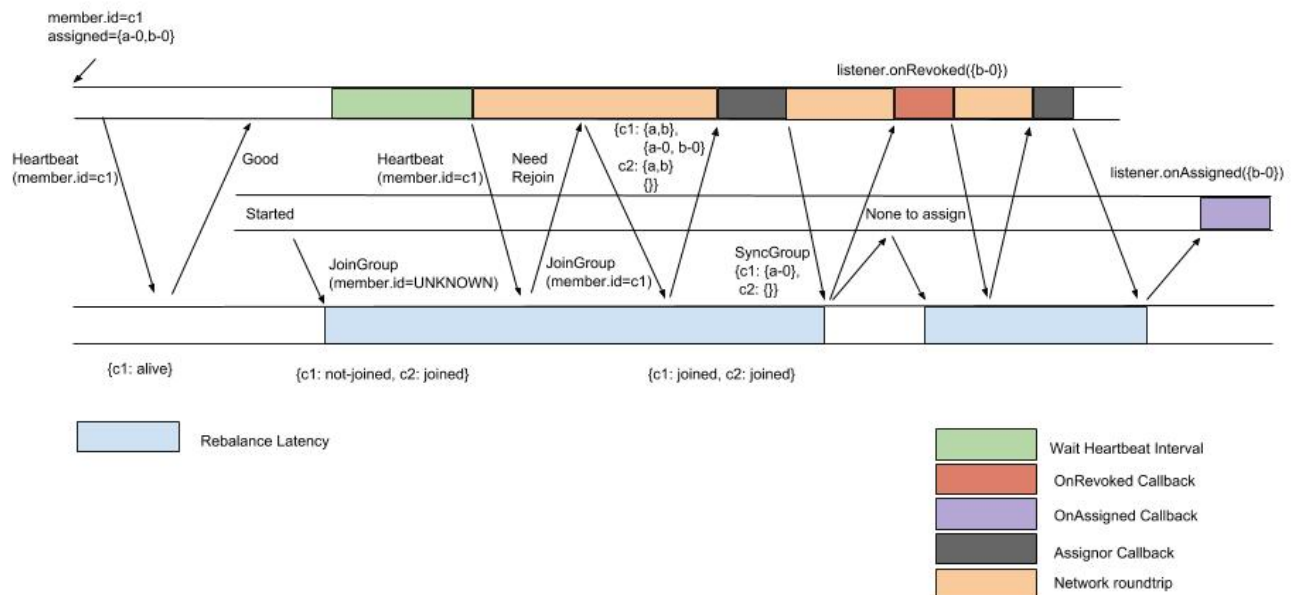 member.id=c1
assigned={a-0,b-0}
listener.onRevoked({b-0})
Heartbeat
(member.id=c1)
Good
Heartbeat
(member.id=c1)
Need
Rejoin
{c1: {a,b},
{a-0, b-0}
c2: {a,b}
{}}
listener.onAssigned({b-0})
Started
None to assign
JoinGroup
(member.id=UNKNOWN)
JoinGroup
(member.id=c1)
SyncGroup
{c1: {a-0},
c2: {}}
{c1: alive}
{c1: not-joined, c2: joined}
{c1: joined, c2: joined}
Rebalance Latency
Wait Heartbeat Interval
OnRevoked Callback
OnAssigned Callback
Assignor Callback
Network roundtrip